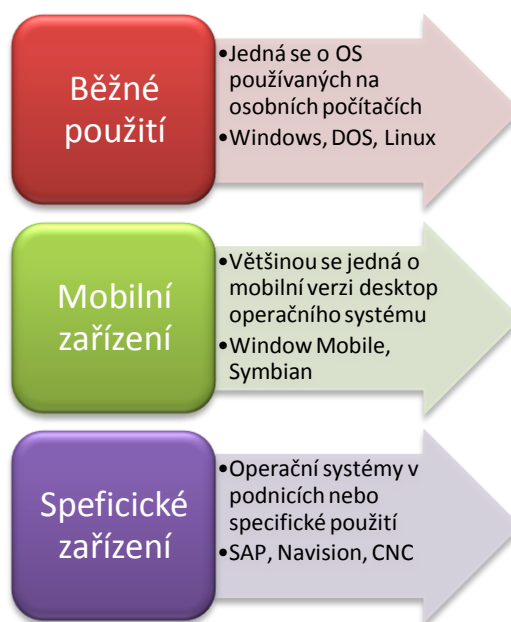 Běžné
použití
•Jedná se o OS
používaných na
osobních počítačích
•Windows, DOS, Linux
Mobilní
zařízení
•Většinou se jedná o
mobilní verzi desktop
operačního systému
•Window Mobile,
Symbian
Speficické
zařízení
•Operační systémy v
podnicích nebo
specifické použití
•SAP, Navision, CNC